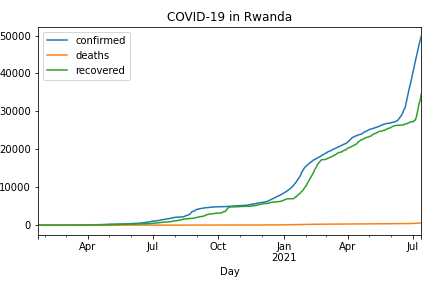 COVID-19 in Rwanda
confirmed
deaths
recovered
50000
40000
30000
20000
10000
0
Apr Jul Oct Jan Apr Jul
2021
Day